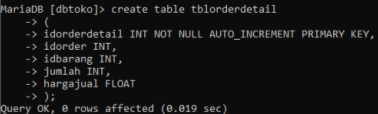 MariaDB [dbtoko]> create table tblorderdetail
-> (
-> idorderdetail INT NOT NULL AUTO_INCREMENT PRIMARY KEY,
-> idorder INT,
-> idbarang INT,
-> jumlah INT,
-> hargajual FLOAT
-> );
Query OK, 0 rows affected (0.019 sec)